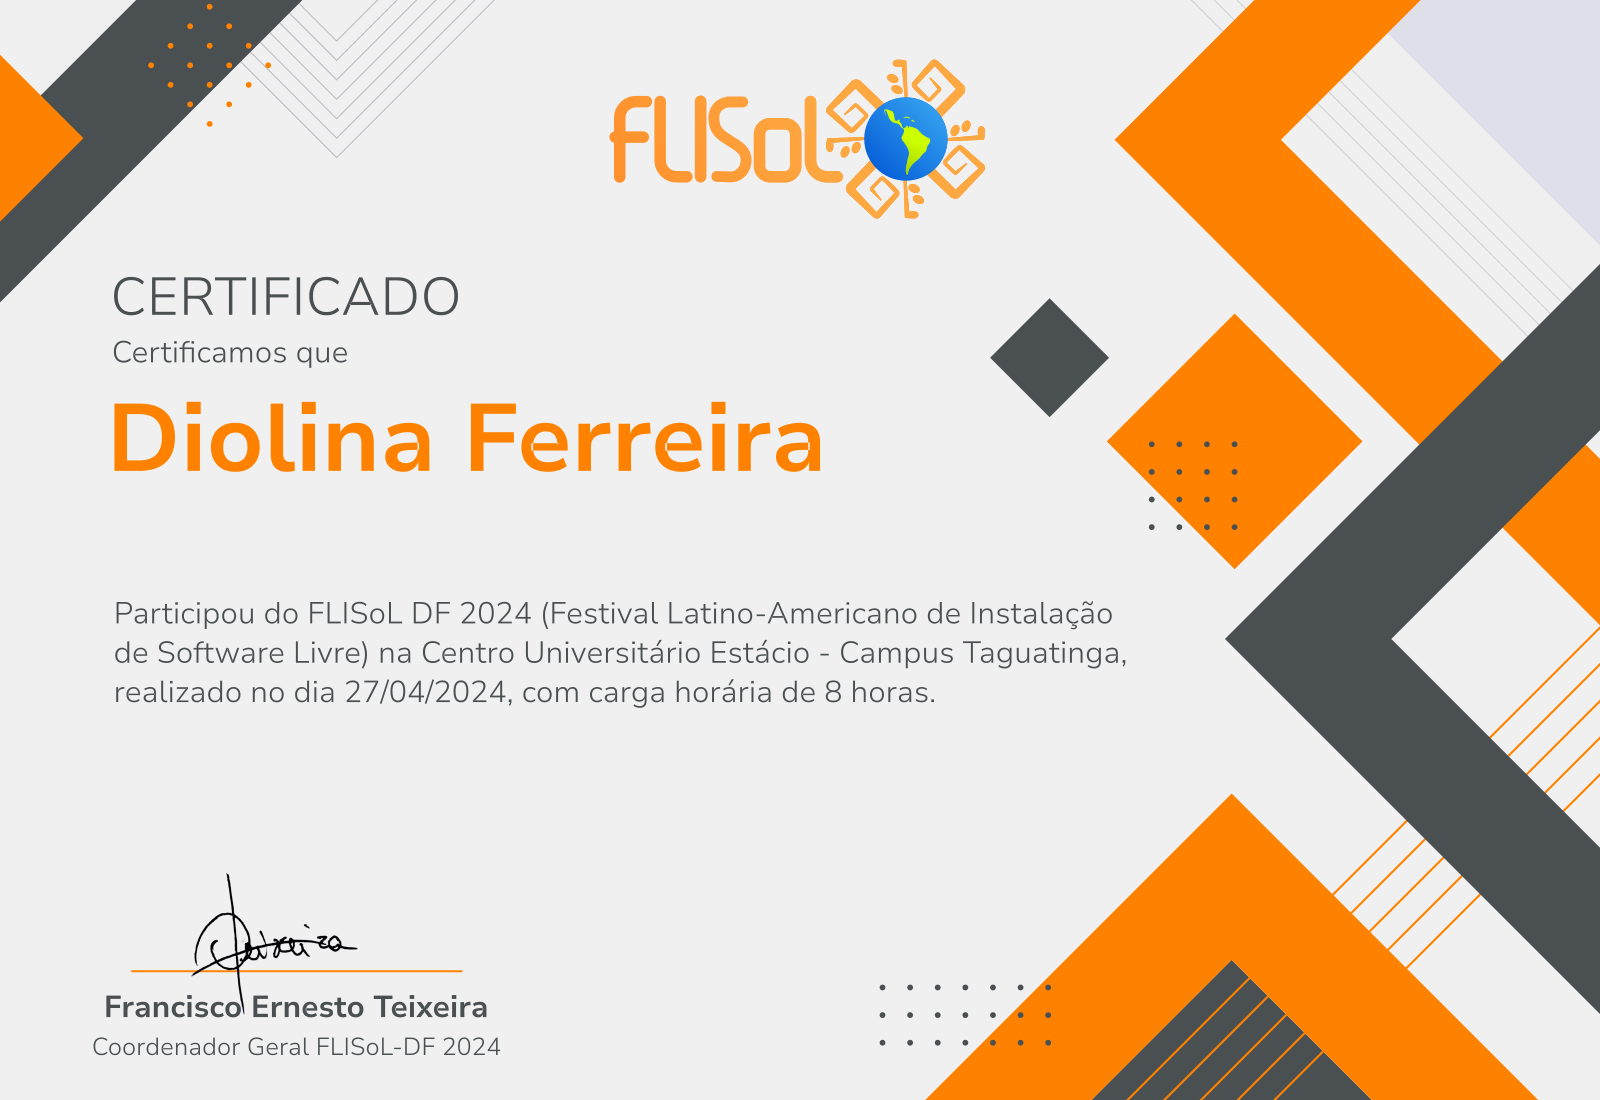 FLISoL
CERTIFICADO
Certificamos que
Diolina Ferreira
Participou do FLISoL DF 2024 (Festival Latino-Americano de Instalação
de Software Livre) na Centro Universitário Estácio - Campus Taguatinga,
realizado no dia 27/04/2024, com carga horária de 8 horas.
Teixeira
Francisco Ernesto Teixeira
Coordenador Geral FLISoL-DF 2024